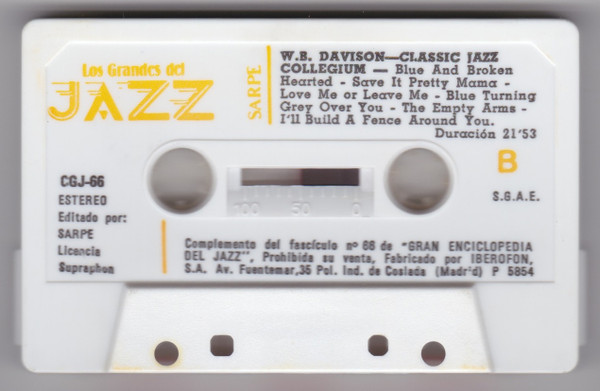 Los Grandes del
JAZZ
SARPE
W.B. DAVISON—CLASSIC JAZZ
COLLEGIUM — Blue And Broken
Hearted - Save It Pretty Mama -
Love Me or Leave Me - Blue Turning
Grey Over You - The Empty Arms -
I'll Build A Fence Around You.
Duración 21'53
B
S.G.A.E.
CGJ-66
ESTEREO
Editado por:
SARPE
Licencia
Supraphon
100 50 0
Complemento del fascículo nº 66 de "GRAN ENCICLOPEDIA
DEL JAZZ", Prohibida su venta, Fabricado por IBEROFON,
S.A. Av. Fuentemar,35 Pol. Ind. de Coslada (Madrid) P 5854